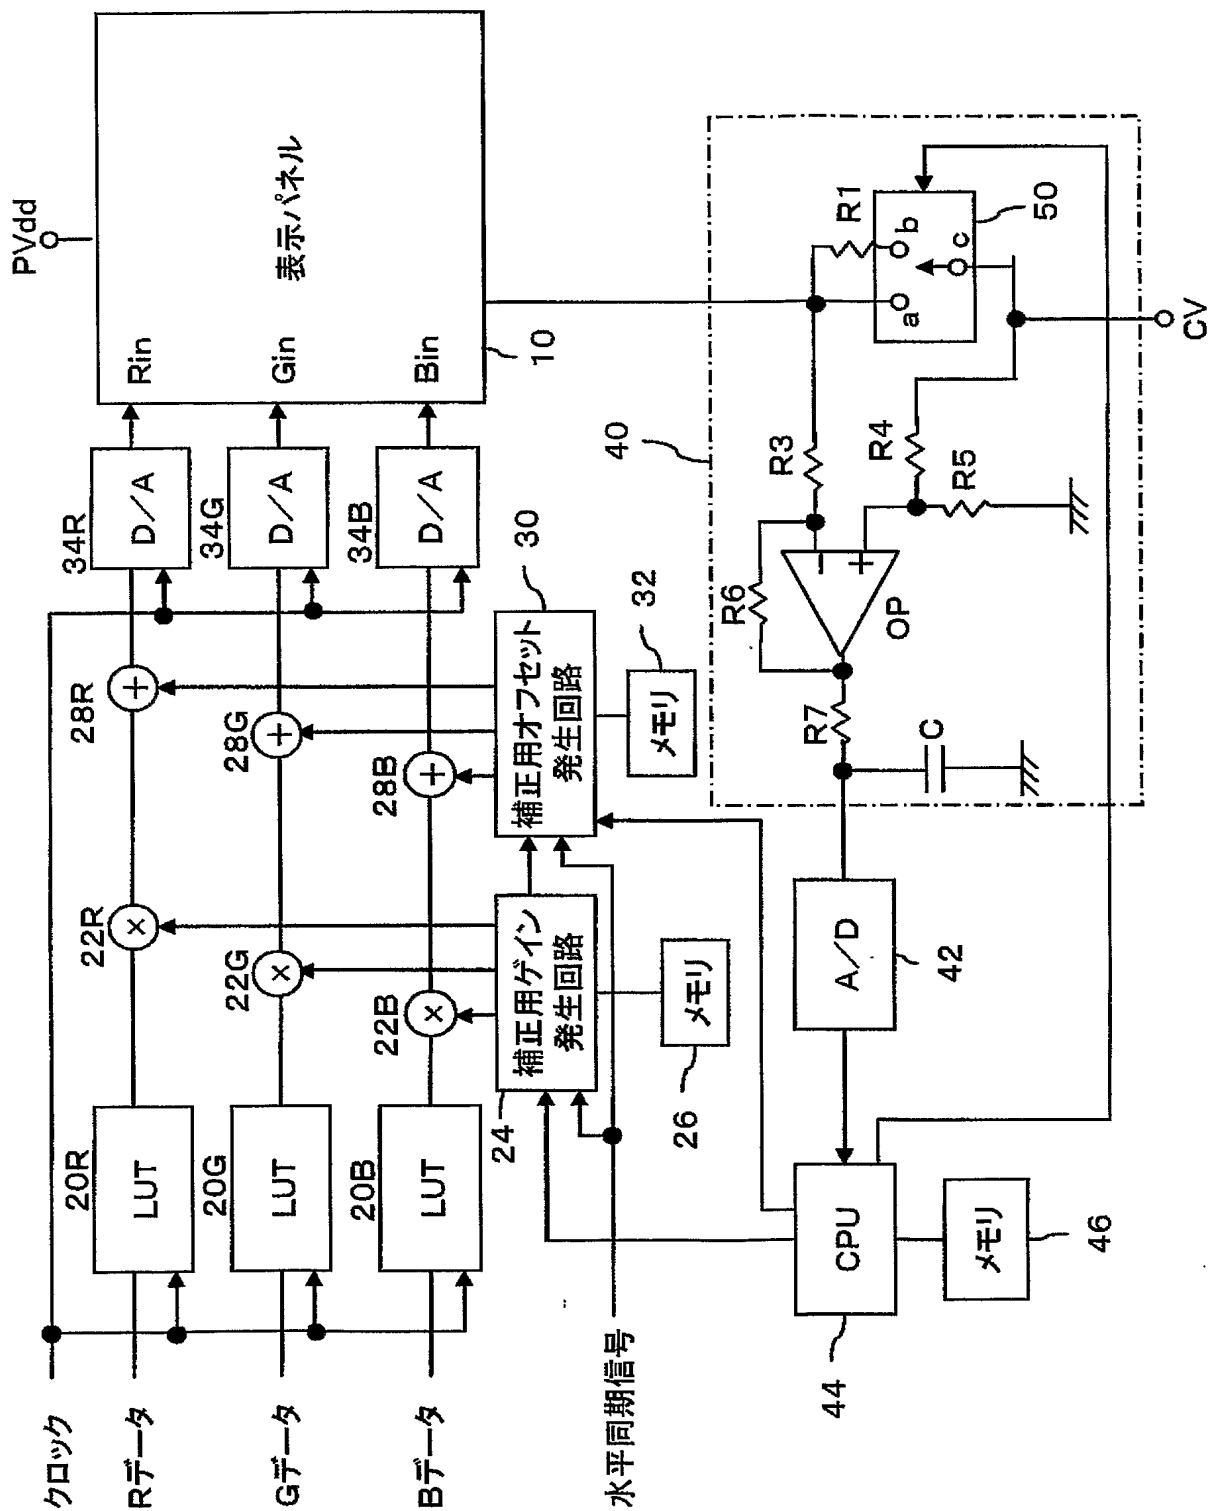 クロック
Rデータ
Gデータ
Bデータ
水平同期信号
20R
LUT
20G
LUT
20B
LUT
22R
×
22G
×
22B
×
24
補正用ゲイン
発生回路
26
メモリ
28R
+
28G
+
28B
+
30
補正用オフセット
発生回路
32
メモリ
34R
D/A
34G
D/A
34B
D/A
Rin
Gin
Bin
表示パネル
10
PVdd
40
R1
a
b
c
50
R3
R4
R5
R6
−
+
OP
R7
C
CV
A/D
42
CPU
44
メモリ
46